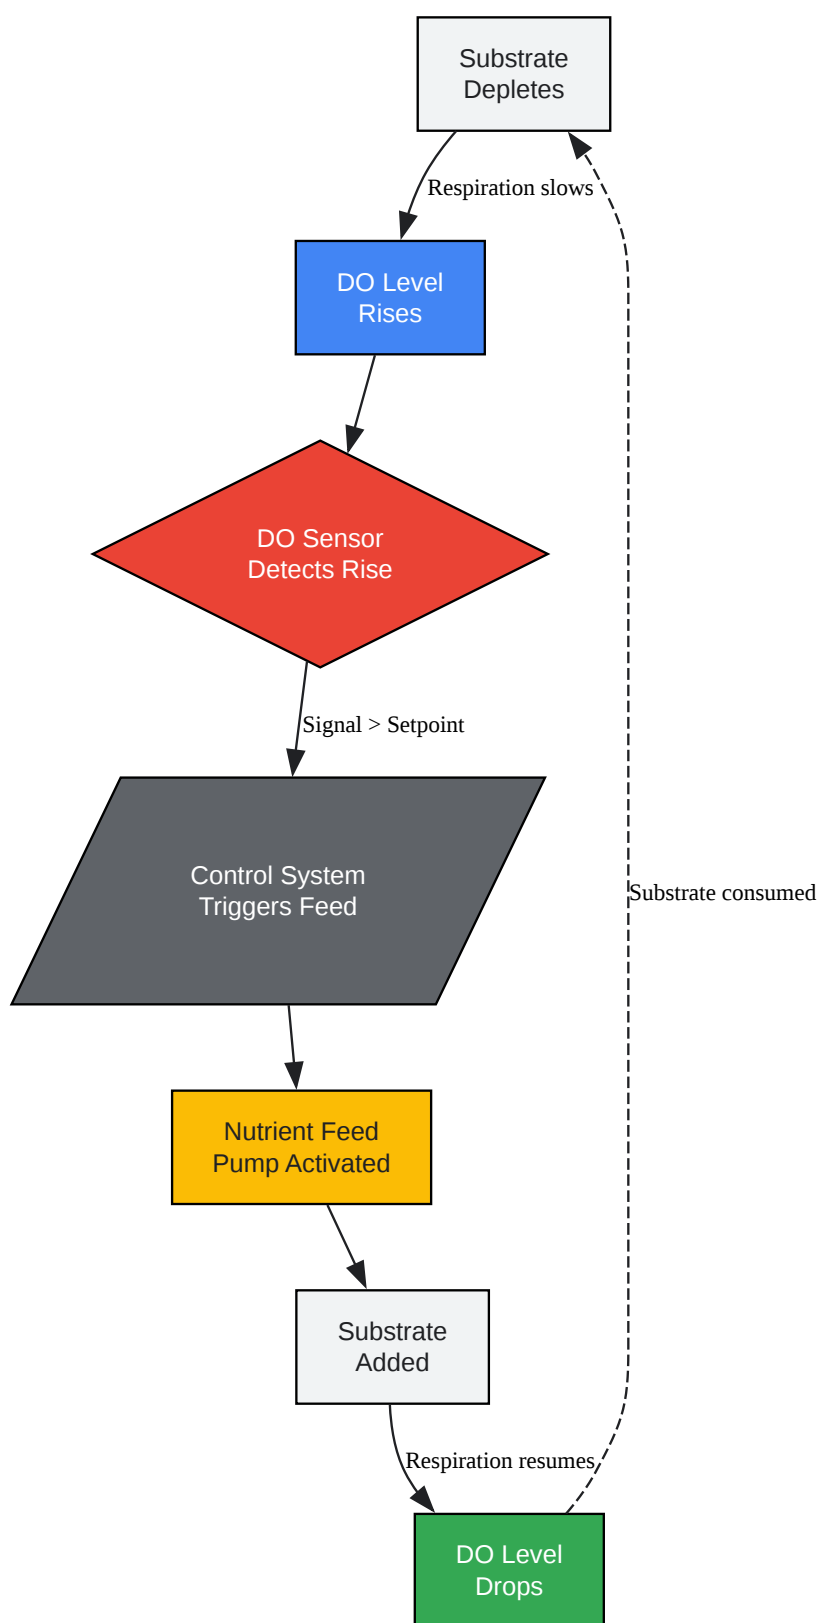 Substrate
Depletes
Respiration slows
DO Level
Rises
DO Sensor
Detects Rise
Signal > Setpoint
Control System
Triggers Feed
Substrate consumed
Nutrient Feed
Pump Activated
Substrate
Added
Respiration resumes
DO Level
Drops